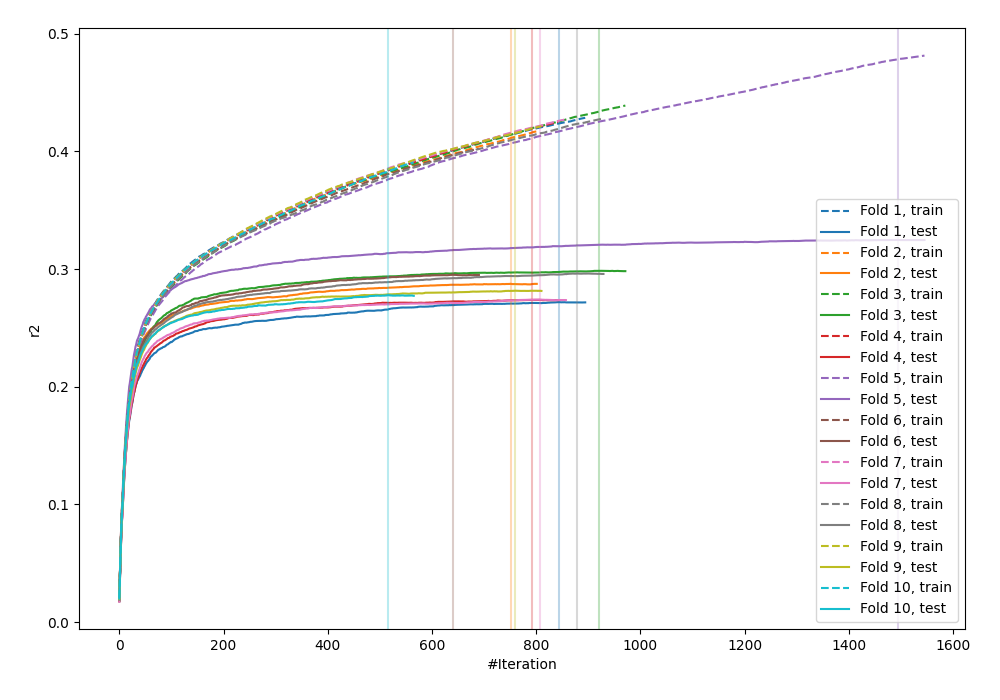 0.5
0.4
0.3
0.2
0.1
0.0
r2
0 200 400 600 800 1000 1200 1400 1600
#Iteration
Fold 1, train
Fold 1, test
Fold 2, train
Fold 2, test
Fold 3, train
Fold 3, test
Fold 4, train
Fold 4, test
Fold 5, train
Fold 5, test
Fold 6, train
Fold 6, test
Fold 7, train
Fold 7, test
Fold 8, train
Fold 8, test
Fold 9, train
Fold 9, test
Fold 10, train
Fold 10, test